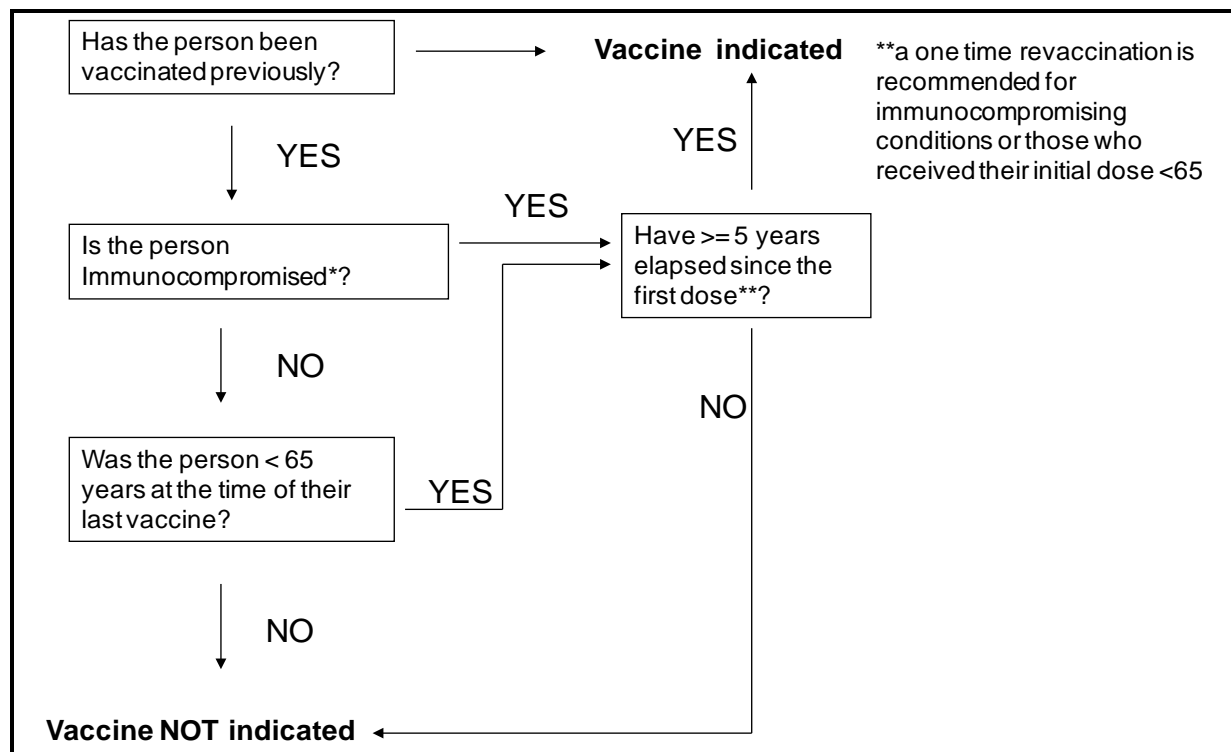 Has the person been
vaccinated previously?
Vaccine indicated
**a one time revaccination is
recommended for
immunocompromising
conditions or those who
received their initial dose <65
YES
YES
Is the person
Immunocompromised*?
YES
Have >= 5 years
elapsed since the
first dose**?
NO
NO
Was the person < 65
years at the time of their
last vaccine?
YES
NO
Vaccine NOT indicated